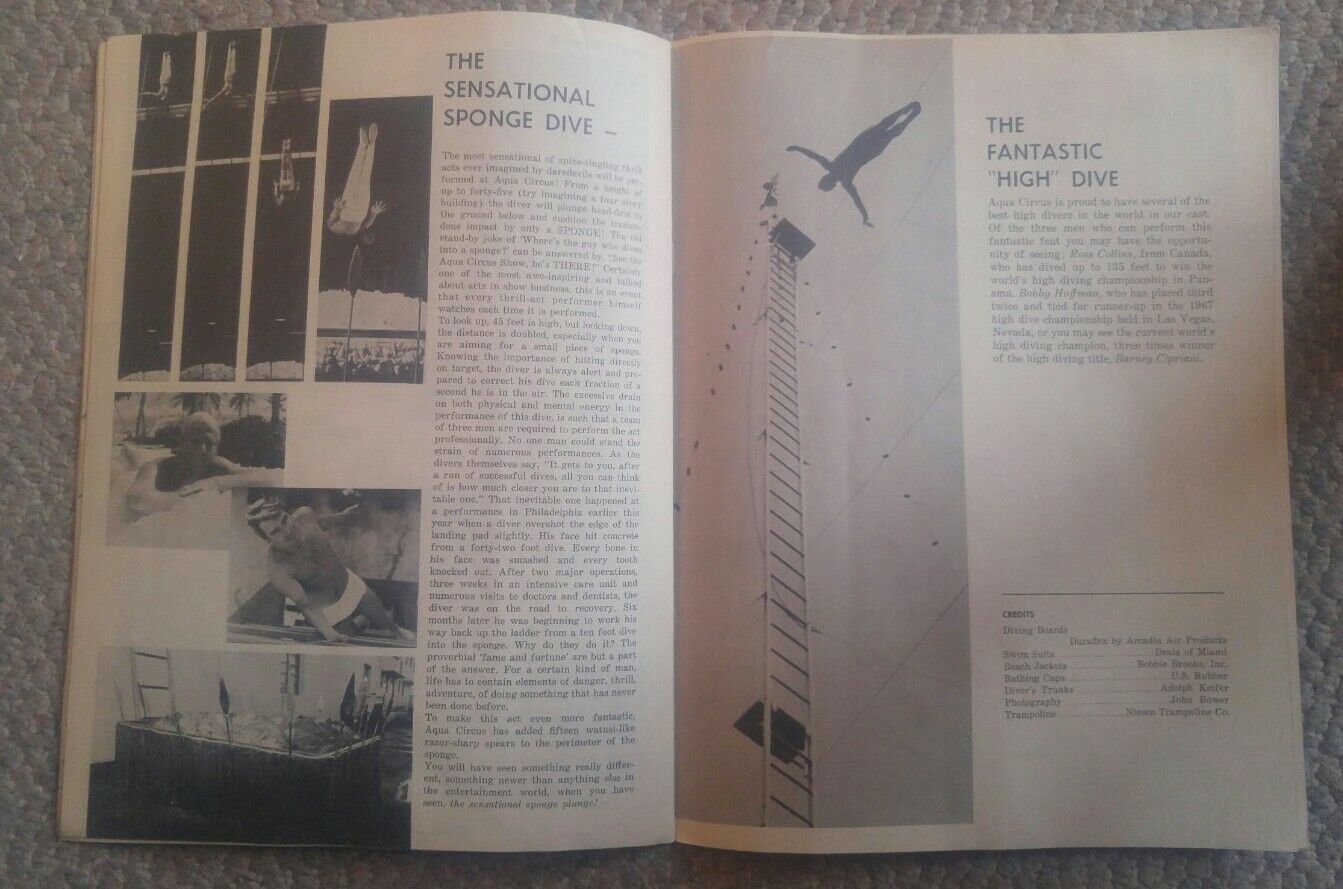 THE
SENSATIONAL
SPONGE DIVE —
The most sensational of spine-tingling thrill
acts ever imagined by daredevils will be per-
formed at Aqua Circus! From a height of
up to forty-five (try imagining a four story
building) the diver will plunge head-first to
the ground below and cushion the tremen-
dous impact by only a SPONGE! The old
stand-by joke of 'Where's the guy who dives
into a sponge?' can be answered by, "See the
Aqua Circus Show, he's THERE!" Certainly
one of the most awe-inspiring and talked
about acts in show business, this is an event
that every thrill-act performer himself
watches each time it is performed.
To look up, 45 feet is high, but looking down,
the distance is doubled, especially when you
are aiming for a small piece of sponge.
Knowing the importance of hitting directly
on target, the diver is always alert and pre-
pared to correct his dive each fraction of a
second he is in the air. The excessive drain
on both physical and mental energy in the
performance of this dive, is such that a team
of three men are required to perform the act
professionally. No one man could stand the
strain of numerous performances. As the
divers themselves say, "It gets to you, after
a run of successful dives, all you can think
of is how much closer you are to that inevi-
table one." That inevitable one happened at
a performance in Philadelphia earlier this
year when a diver overshot the edge of the
landing pad slightly. His face hit concrete
from a forty-two foot dive. Every bone in
his face was smashed and every tooth
knocked out. After two major operations,
three weeks in an intensive care unit and
numerous visits to doctors and dentists, the
diver was on the road to recovery. Six
months later he was beginning to work his
way back up the ladder from a ten foot dive
into the sponge. Why do they do it? The
proverbial 'fame and fortune' are but a part
of the answer. For a certain kind of man,
life has to contain elements of danger, thrill,
adventure, of doing something that has never
been done before.
To make this act even more fantastic,
Aqua Circus has added fifteen watusi-like
razor-sharp spears to the perimeter of the
sponge.
You will have seen something really differ-
ent, something newer than anything else in
the entertainment world, when you have
seen, the sensational sponge plunge!
THE
FANTASTIC
"HIGH" DIVE
Aqua Circus is proud to have several of the
best high divers in the world in our cast.
Of the three men who can perform this
fantastic feat you may have the opportu-
nity of seeing; Ross Collins, from Canada,
who has dived up to 135 feet to win the
world's high diving championship in Pan-
ama. Bobby Hoffman, who has placed third
twice and tied for runner-up in the 1967
high dive championship held in Las Vegas,
Nevada, or you may see the current world's
high diving champion, three times winner
of the high diving title, Barney Cipriani.
CREDITS
Diving Boards
Duraflex by Arcadia Air Products
Swim Suits Deals of Miami
Beach Jackets Bobbie Brooks, Inc.
Bathing Caps U.S. Rubber
Diver's Trunks Adolph Keifer
Photography John Bower
Trampoline Nissen Trampoline Co.